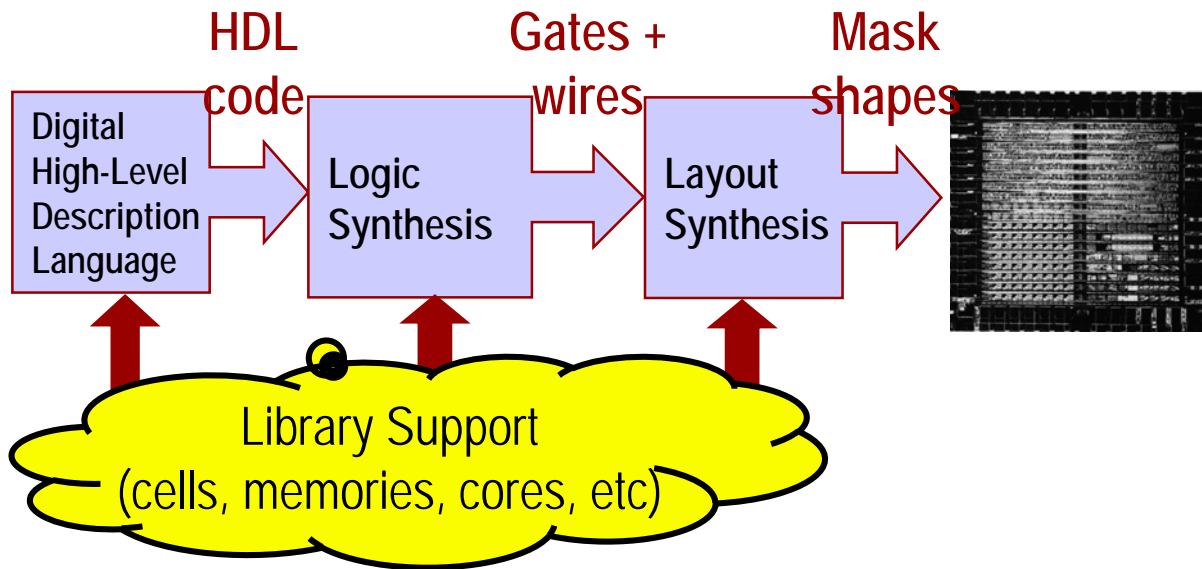 HDL
code
Gates +
wires
Mask
shapes
Digital
High-Level
Description
Language
Logic
Synthesis
Layout
Synthesis
Library Support
(cells, memories, cores, etc)